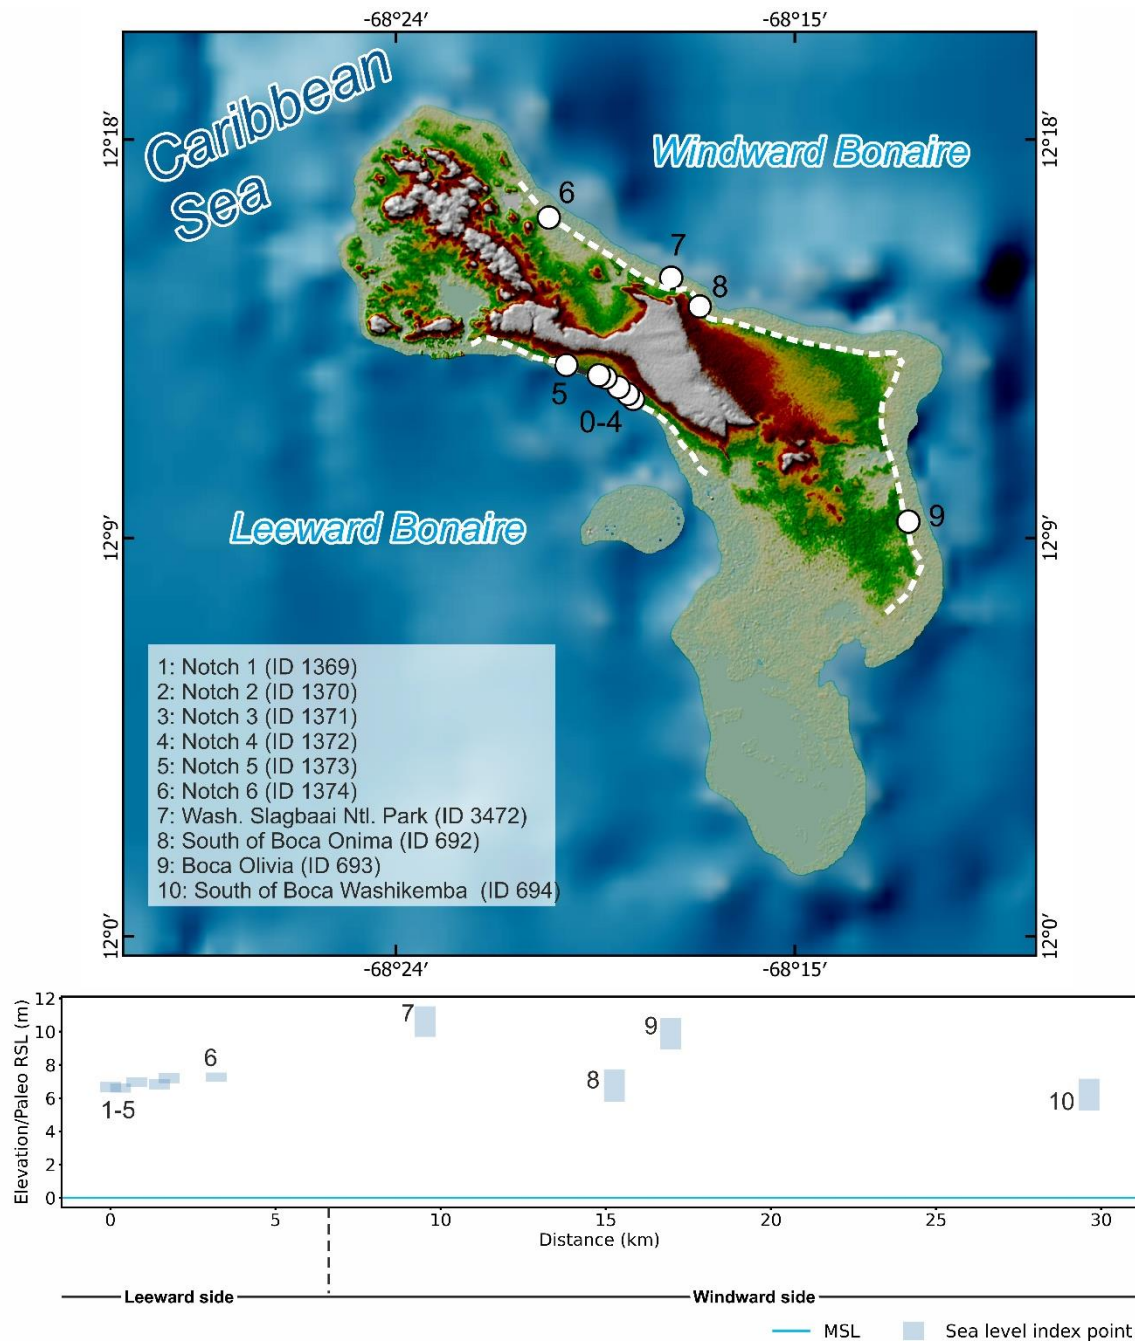 -68°24′ -68°15′
Caribbean
Sea
12°18′ 12°18′
Windward Bonaire
6
7
8
5
0-4
9
Leeward Bonaire
12°9′ 12°9′
1: Notch 1 (ID 1369)
2: Notch 2 (ID 1370)
3: Notch 3 (ID 1371)
4: Notch 4 (ID 1372)
5: Notch 5 (ID 1373)
6: Notch 6 (ID 1374)
7: Wash. Slagbaai Ntl. Park (ID 3472)
8: South of Boca Onima (ID 692)
9: Boca Olivia (ID 693)
10: South of Boca Washikemba (ID 694)
12°0′ 12°0′
-68°24′ -68°15′
Elevation/Paleo RSL (m)
12
10
8
6
4
2
0
1-5
6
7
8
9
10
0 5 10 15 20 25 30
Distance (km)
Leeward side Windward side
MSL Sea level index point